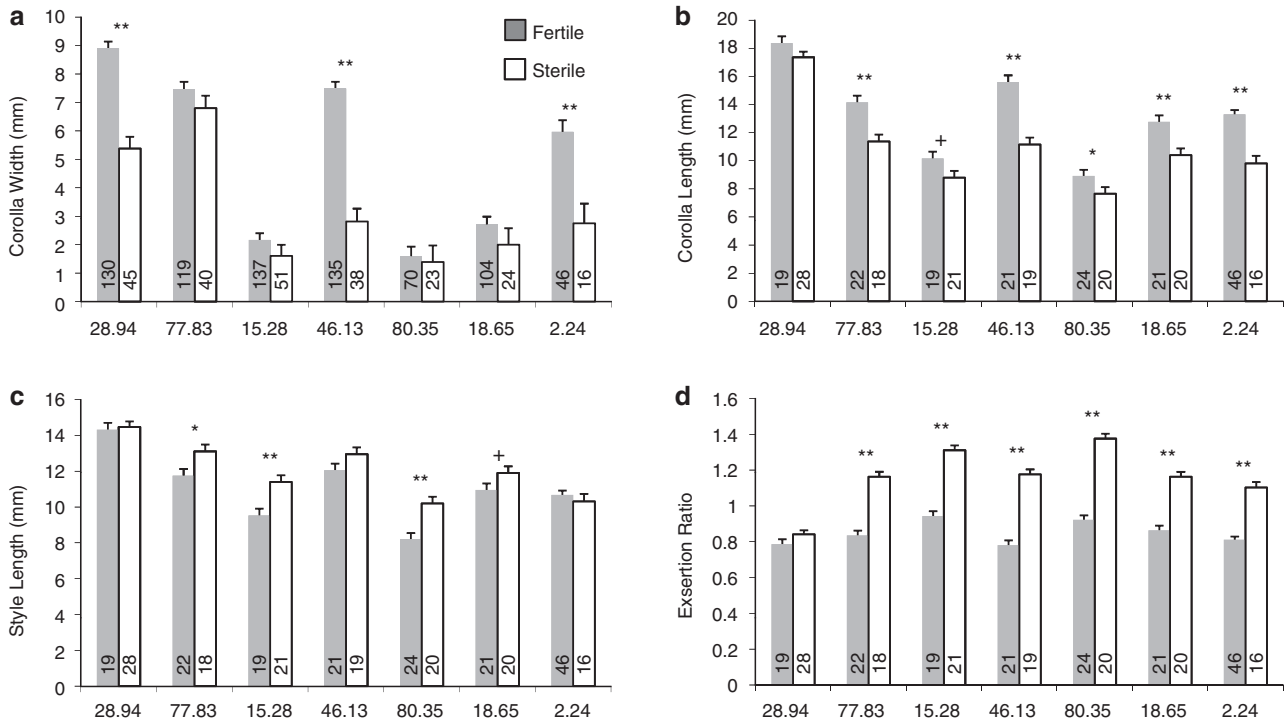 a
Corolla Width (mm)
10
9
8
7
6
5
4
3
2
1
0
** ** **
Fertile
Sterile
130 45 119 40 137 51 135 38 70 23 104 24 46 16
28.94 77.83 15.28 46.13 80.35 18.65 2.24
b
Corolla Length (mm)
20
18
16
14
12
10
8
6
4
2
0
** + ** * ** **
19 28 22 18 19 21 21 19 24 20 21 20 46 16
28.94 77.83 15.28 46.13 80.35 18.65 2.24
c
Style Length (mm)
16
14
12
10
8
6
4
2
0
* ** ** +
19 28 22 18 19 21 21 19 24 20 21 20 46 16
28.94 77.83 15.28 46.13 80.35 18.65 2.24
d
Exsertion Ratio
1.6
1.4
1.2
1
0.8
0.6
0.4
0.2
0
** ** ** ** ** **
19 28 22 18 19 21 21 19 24 20 21 20 46 16
28.94 77.83 15.28 46.13 80.35 18.65 2.24